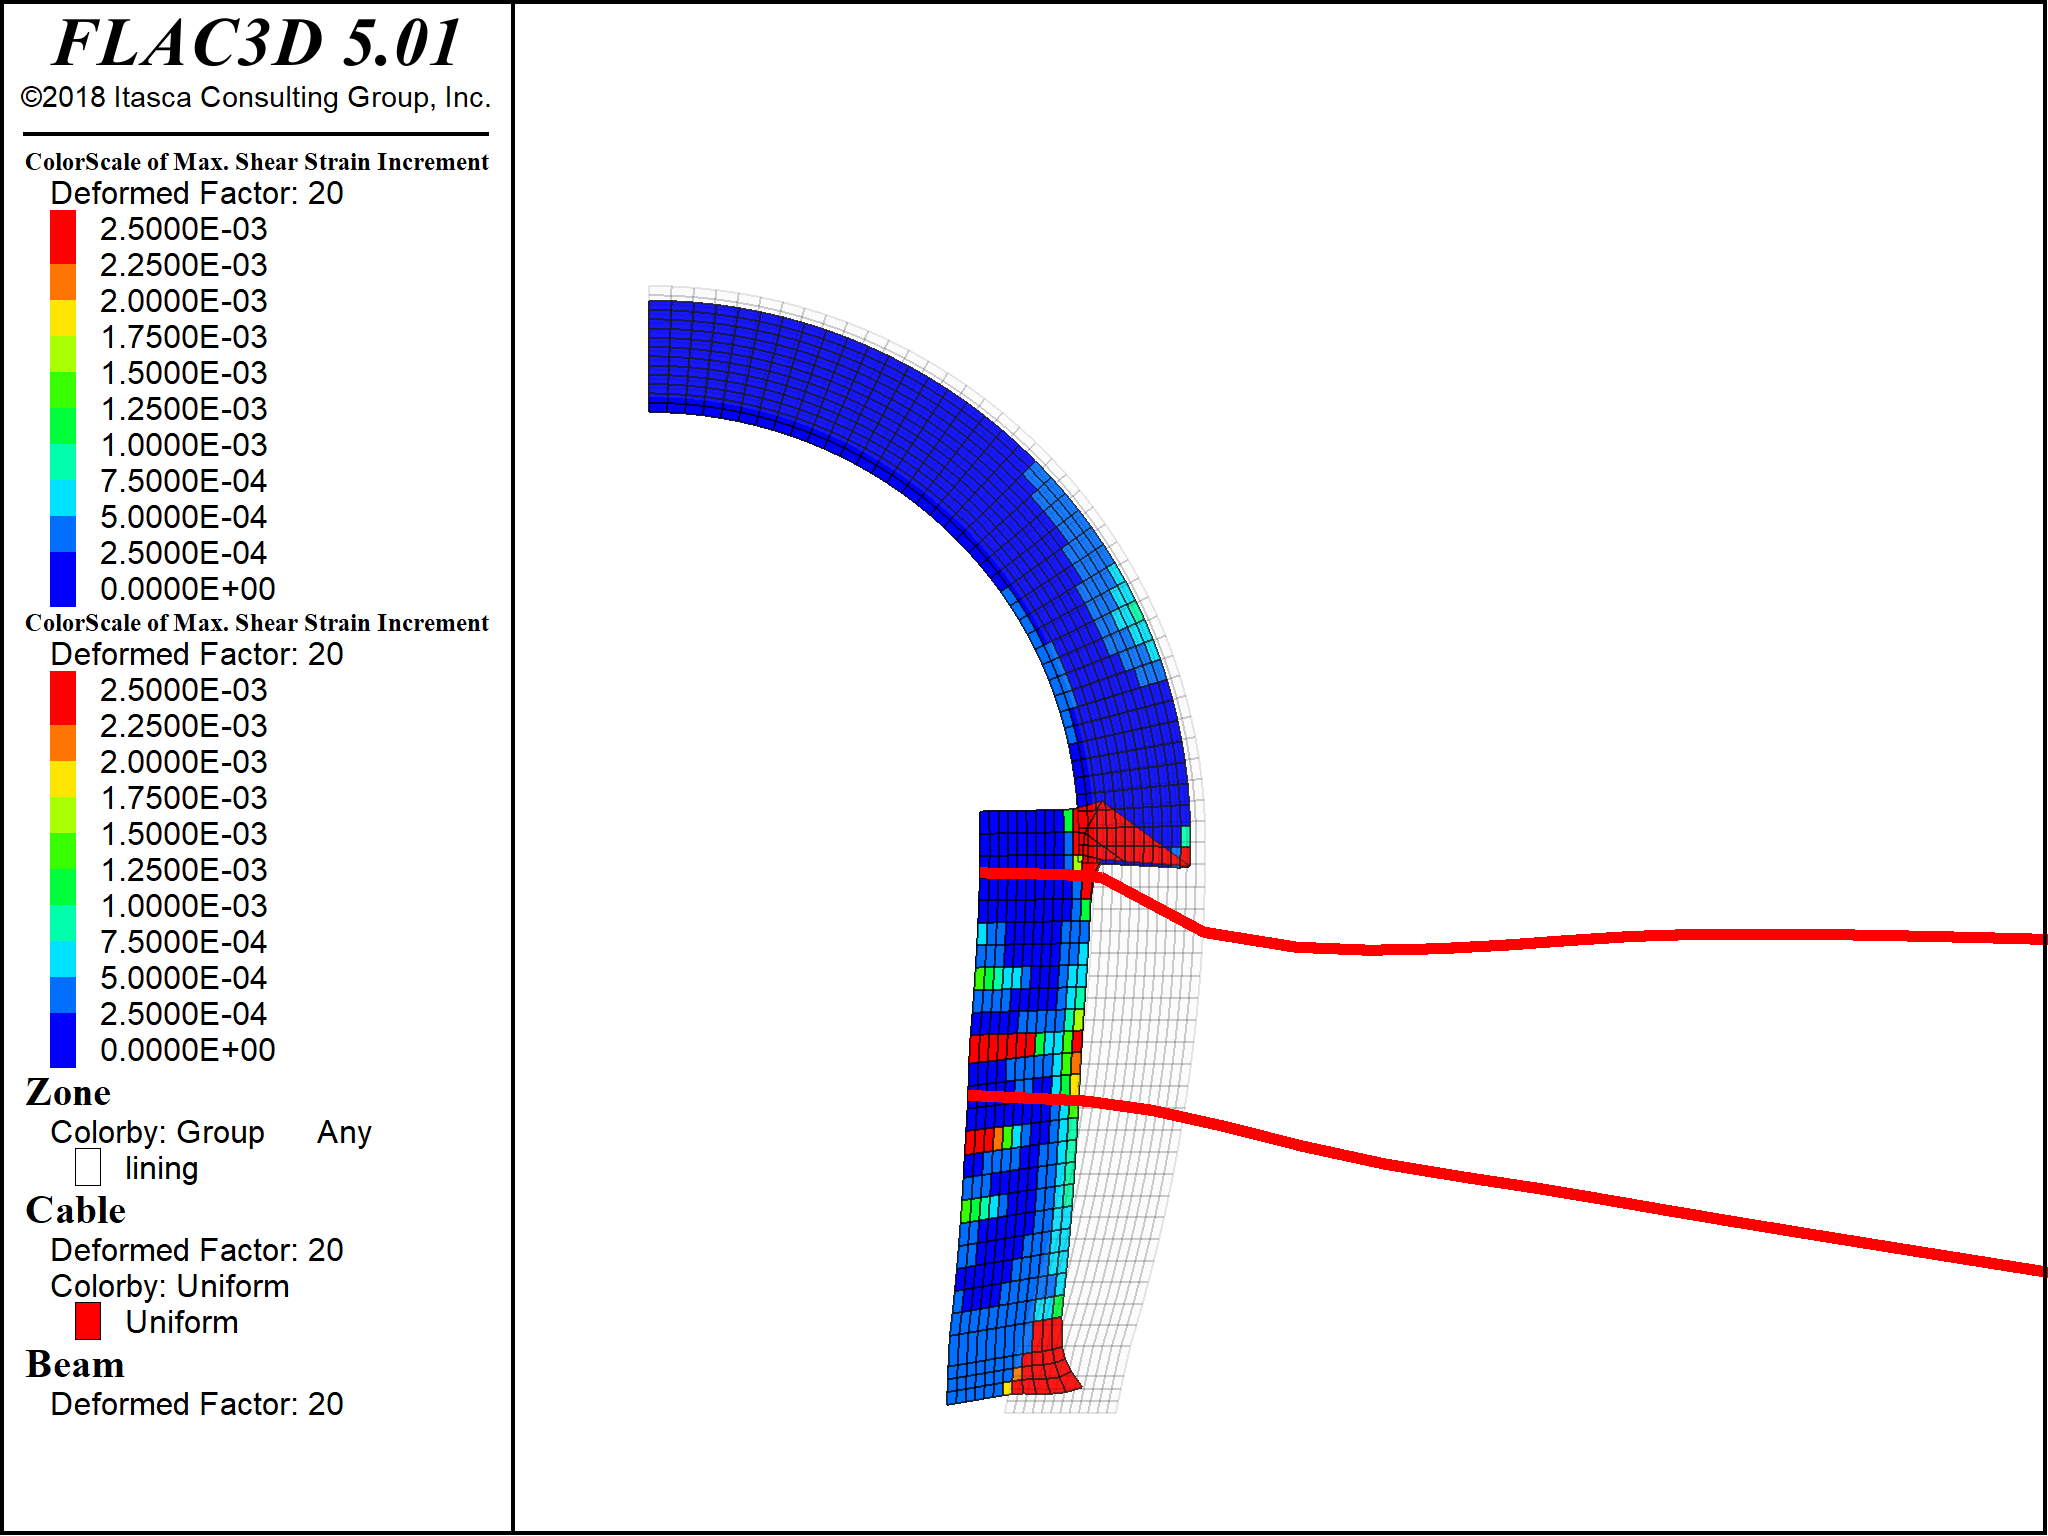 FLAC3D 5.01
©2018 Itasca Consulting Group, Inc.
ColorScale of Max. Shear Strain Increment
Deformed Factor: 20
2.5000E-03
2.2500E-03
2.0000E-03
1.7500E-03
1.5000E-03
1.2500E-03
1.0000E-03
7.5000E-04
5.0000E-04
2.5000E-04
0.0000E+00
ColorScale of Max. Shear Strain Increment
Deformed Factor: 20
2.5000E-03
2.2500E-03
2.0000E-03
1.7500E-03
1.5000E-03
1.2500E-03
1.0000E-03
7.5000E-04
5.0000E-04
2.5000E-04
0.0000E+00
Zone
Colorby: Group Any
lining
Cable
Deformed Factor: 20
Colorby: Uniform
Uniform
Beam
Deformed Factor: 20